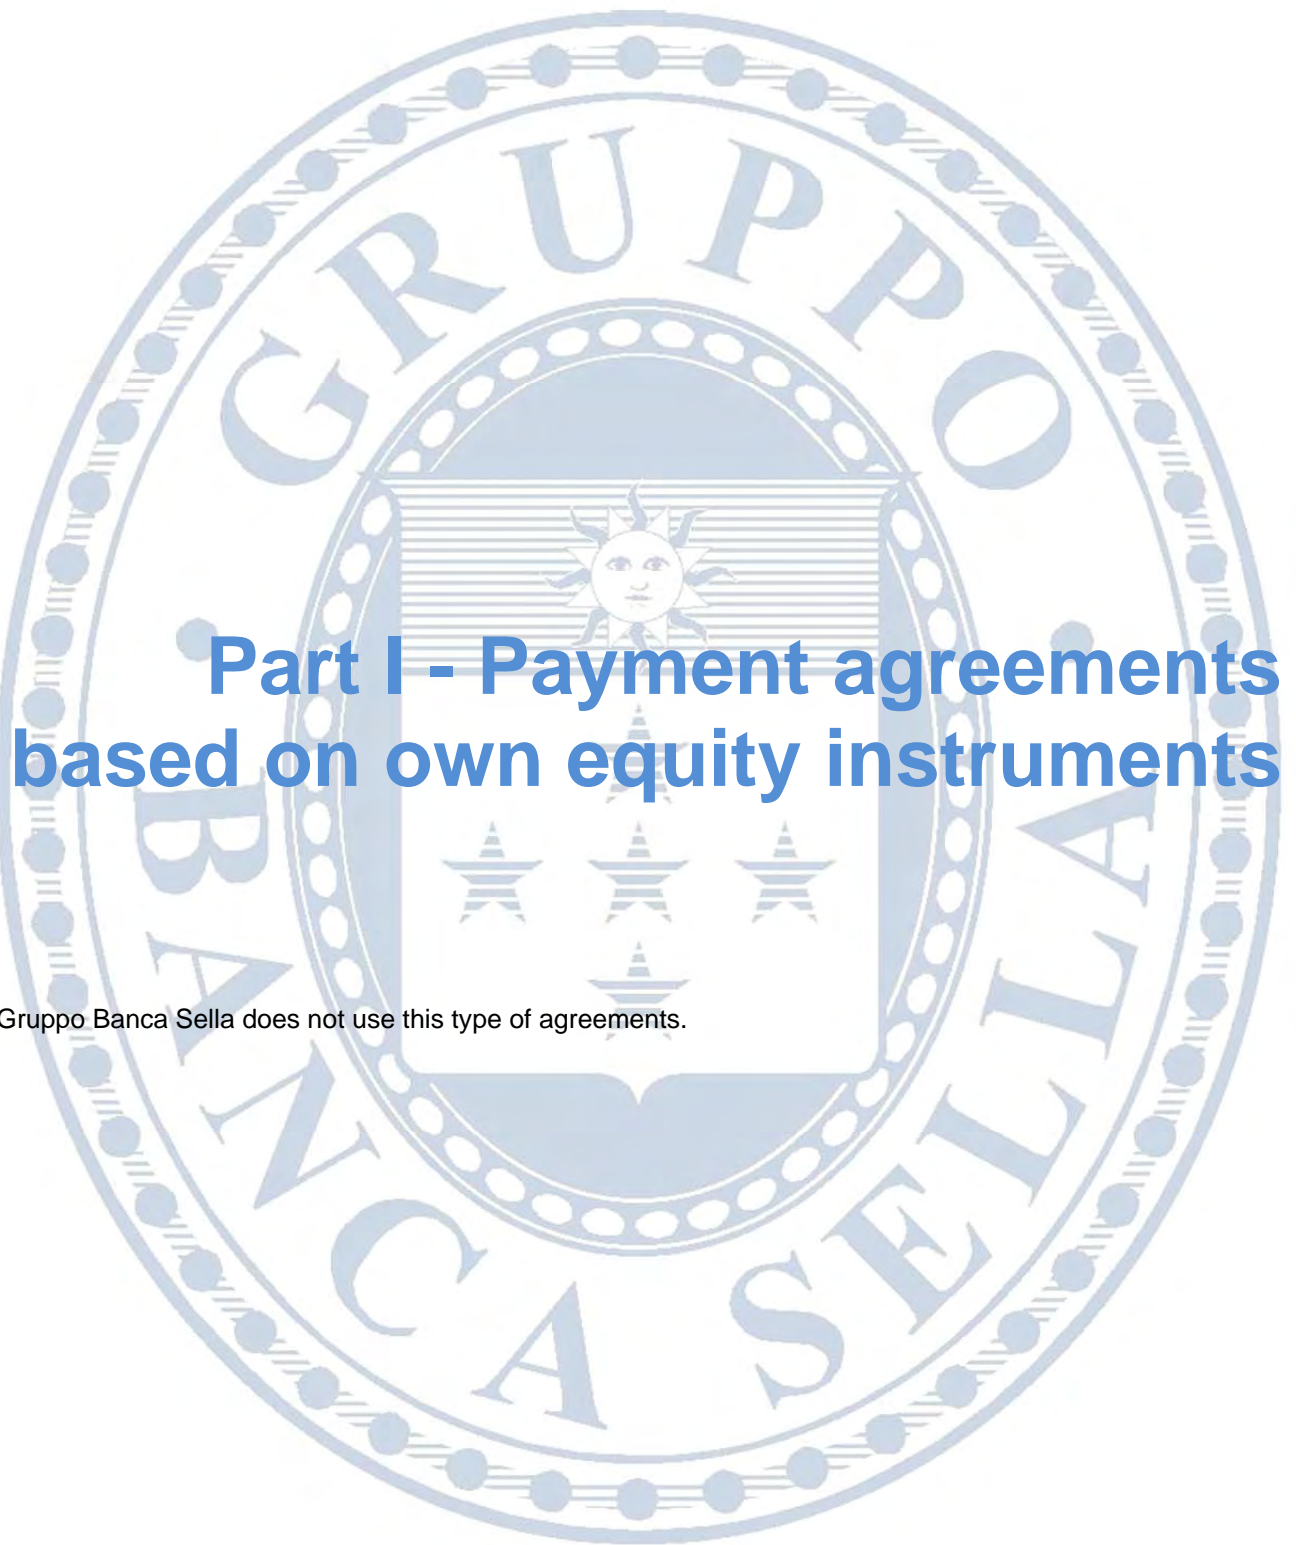 GRUPPO
Part I - Payment agreements
based on own equity instruments
BANCA SELLA
Gruppo Banca Sella does not use this type of agreements.